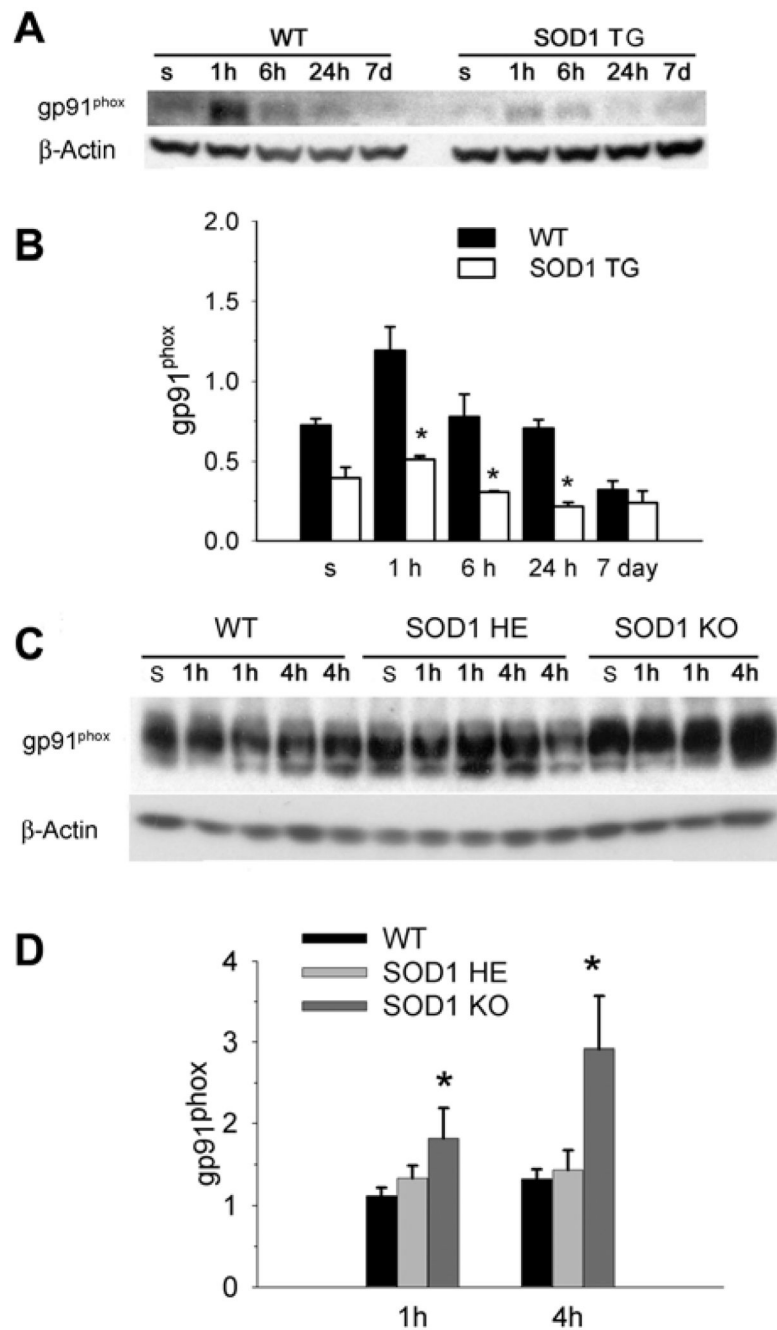 A
WT SOD1 TG
s 1h 6h 24h 7d s 1h 6h 24h 7d
gp91phox
β-Actin
B
2.0
WT
SOD1 TG
1.5
1.0
0.5
0.0
gp91phox
* * *
s 1 h 6 h 24 h 7 day
C
WT SOD1 HE SOD1 KO
S 1h 1h 4h 4h S 1h 1h 4h 4h S 1h 1h 4h
gp91phox
β-Actin
D
WT
SOD1 HE
SOD1 KO
4
3
2
1
0
gp91phox
* *
1h 4h